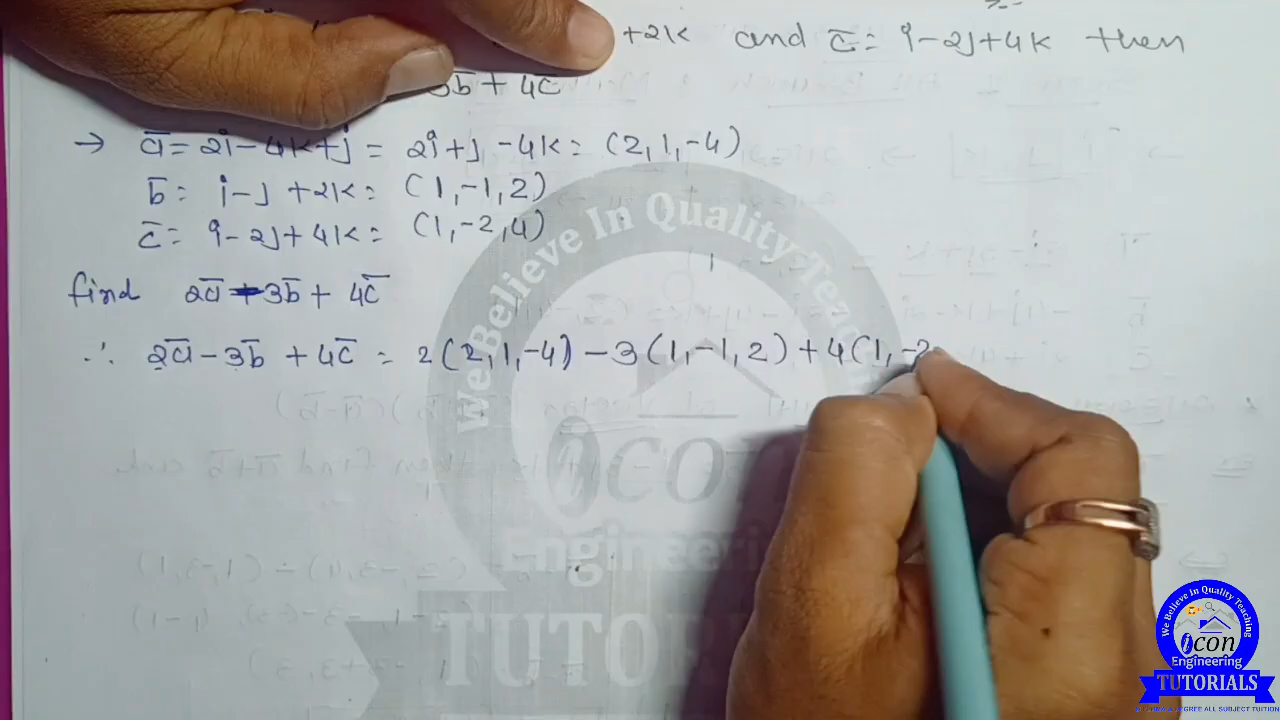 +2k and c̅ = i-2j+4k then
3b̅ + 4c̅
→ a̅ = 2i-4k+j = 2i+j-4k = (2,1,-4)
b̅ = i-j+2k = (1,-1,2)
c̅ = i-2j+4k = (1,-2,4)
find 2a̅ - 3b̅ + 4c̅
∴ 2a̅-3b̅+4c̅ = 2(2,1,-4) - 3(1,-1,2) + 4(1,-2
We Believe In Quality Teaching
icon
Engineering
TUTORIALS